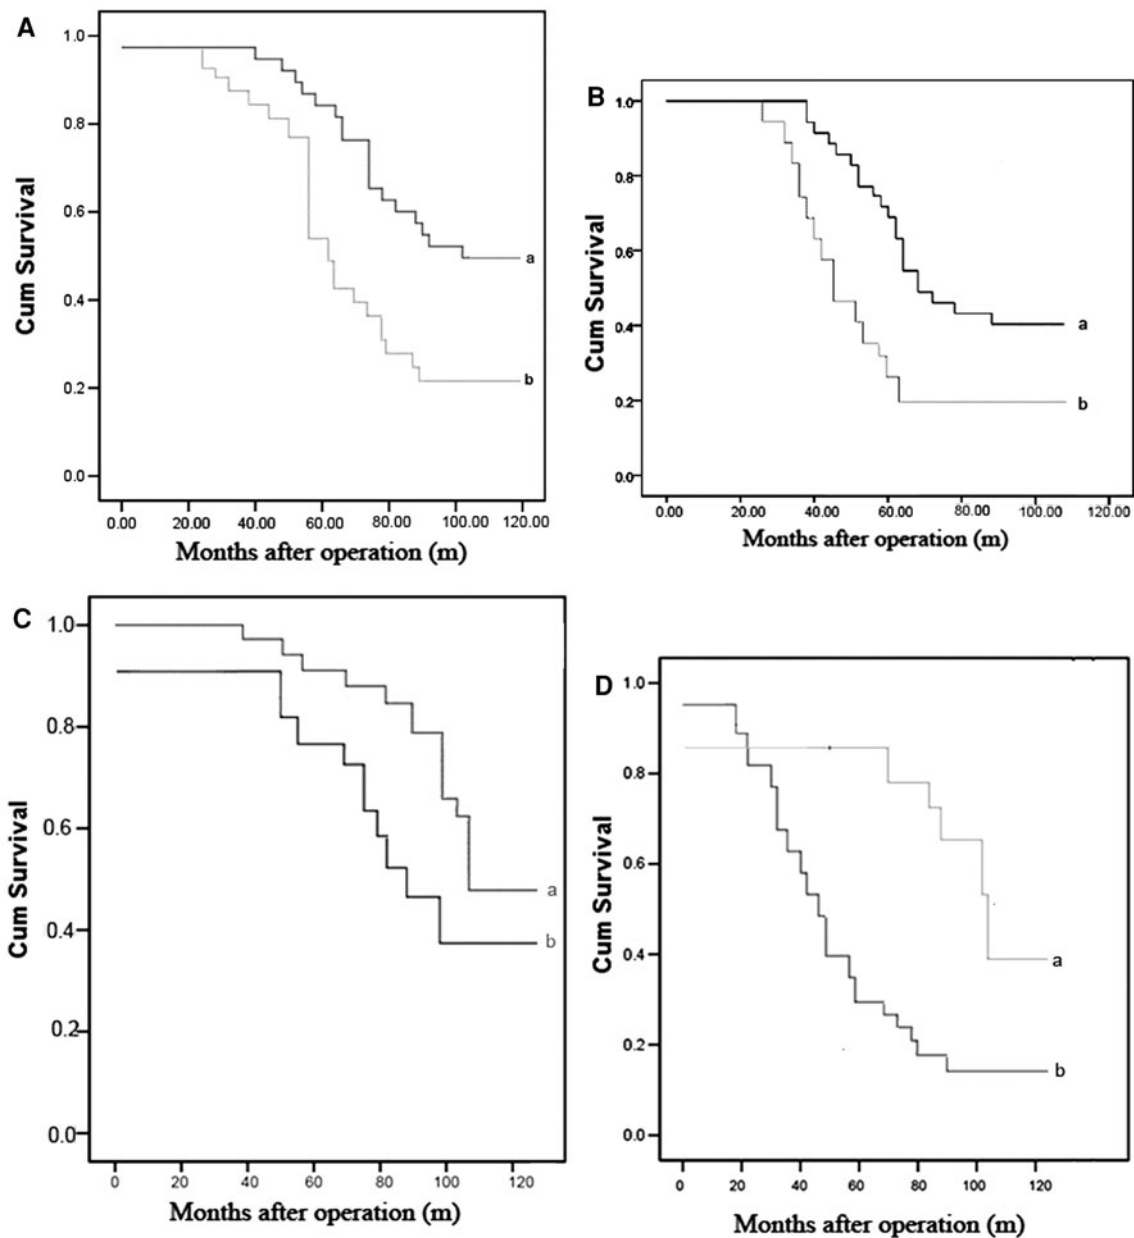 A
1.0
0.8
0.6
0.4
0.2
0.0
Cum Survival
a
b
0.00 20.00 40.00 60.00 80.00 100.00 120.00
Months after operation (m)
B
1.0
0.8
0.6
0.4
0.2
0.0
Cum Survival
a
b
0.00 20.00 40.00 60.00 80.00 100.00 120.00
Months after operation (m)
C
1.0
0.8
0.6
0.4
0.2
0.0
Cum Survival
a
b
0 20 40 60 80 100 120
Months after operation (m)
D
1.0
0.8
0.6
0.4
0.2
0.0
Cum Survival
a
b
0 20 40 60 80 100 120
Months after operation (m)